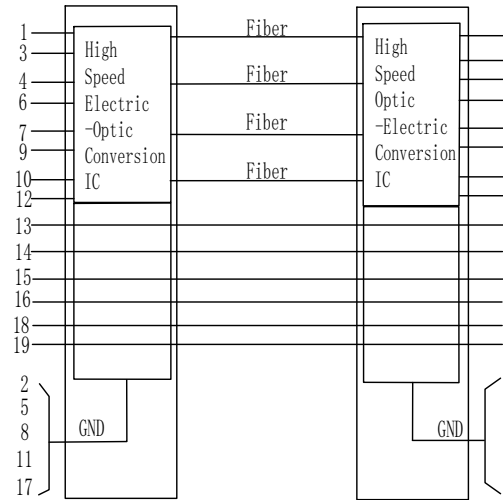 1
3
4
6
7
9
10
12
13
14
15
16
18
19
2
5
8
11
17
High
Speed
Electric
-Optic
Conversion
IC
GND
Fiber
Fiber
Fiber
Fiber
High
Speed
Optic
-Electric
Conversion
IC
GND